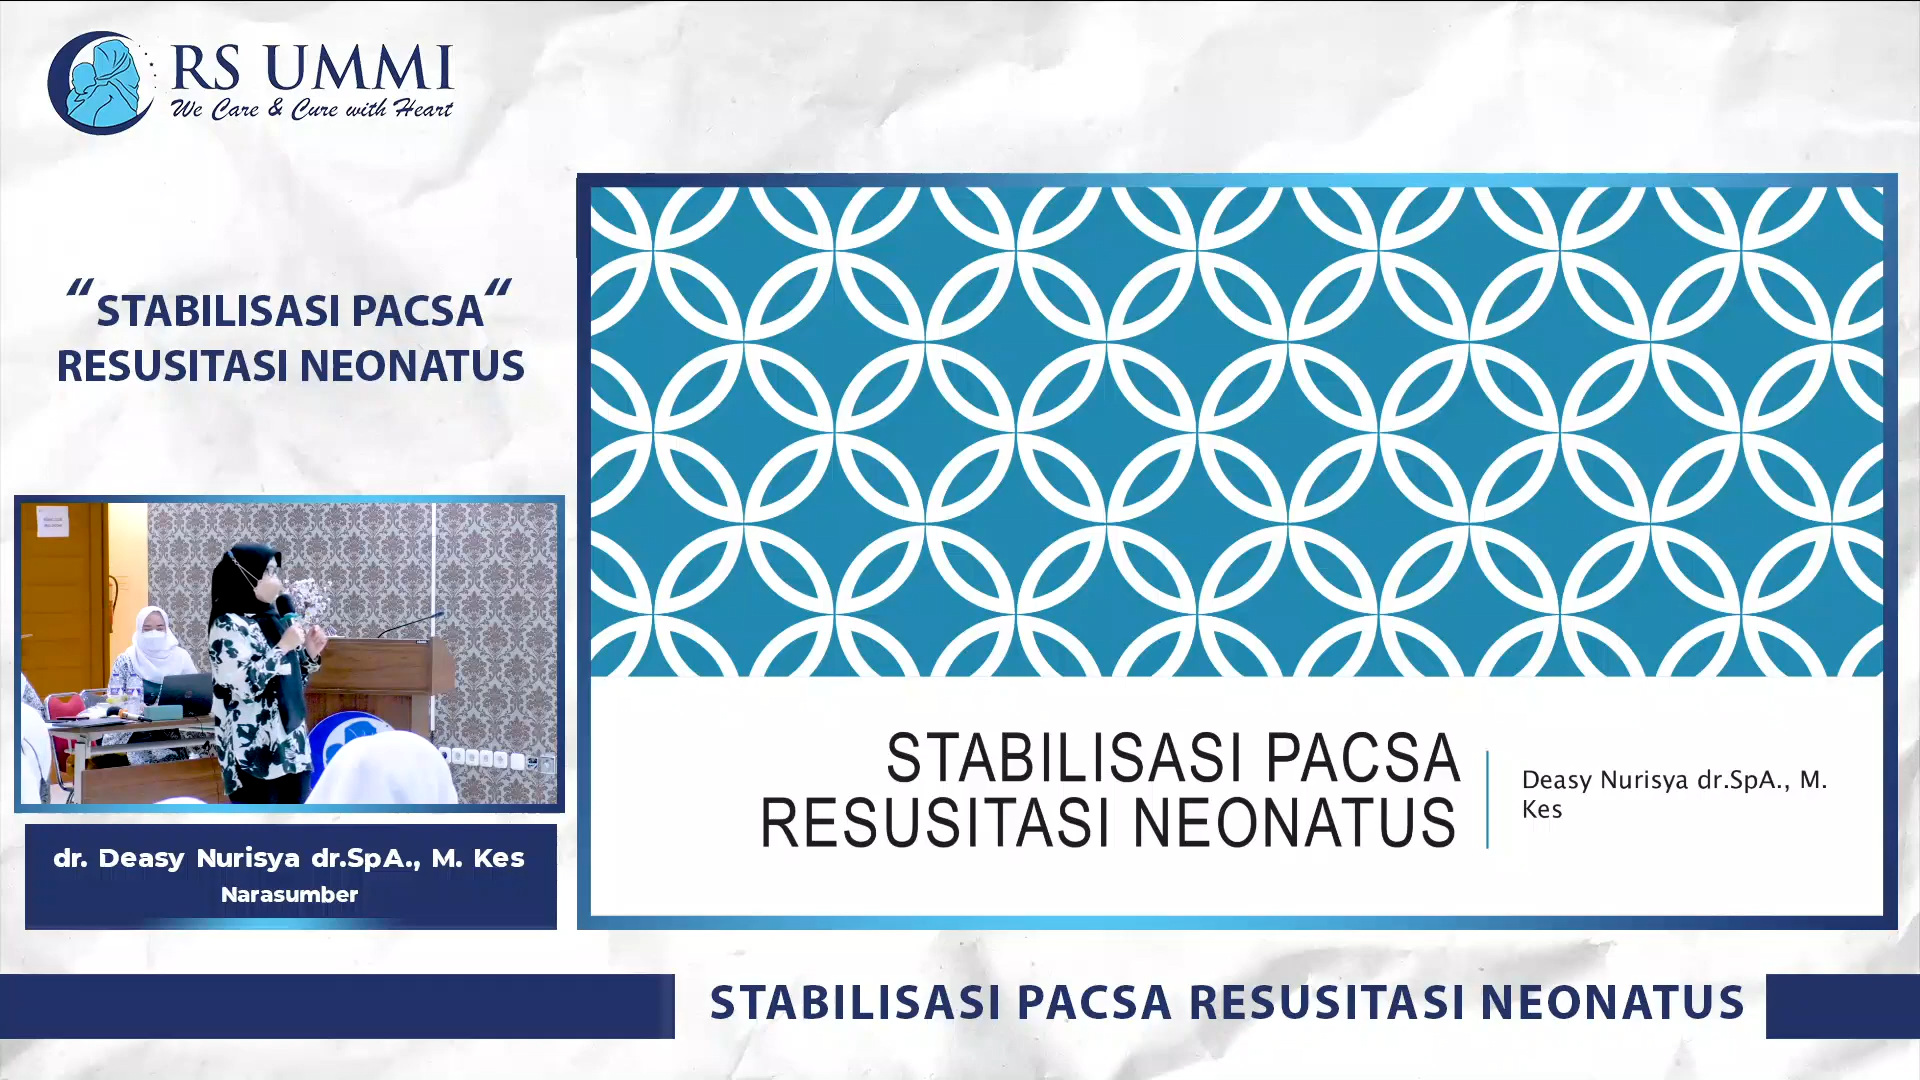 RS UMMI
We Care & Cure with Heart
“STABILISASI PACSA“
RESUSITASI NEONATUS
STABILISASI PACSA
RESUSITASI NEONATUS
Deasy Nurisya dr.SpA., M.
Kes
dr. Deasy Nurisya dr.SpA., M. Kes
Narasumber
STABILISASI PACSA RESUSITASI NEONATUS